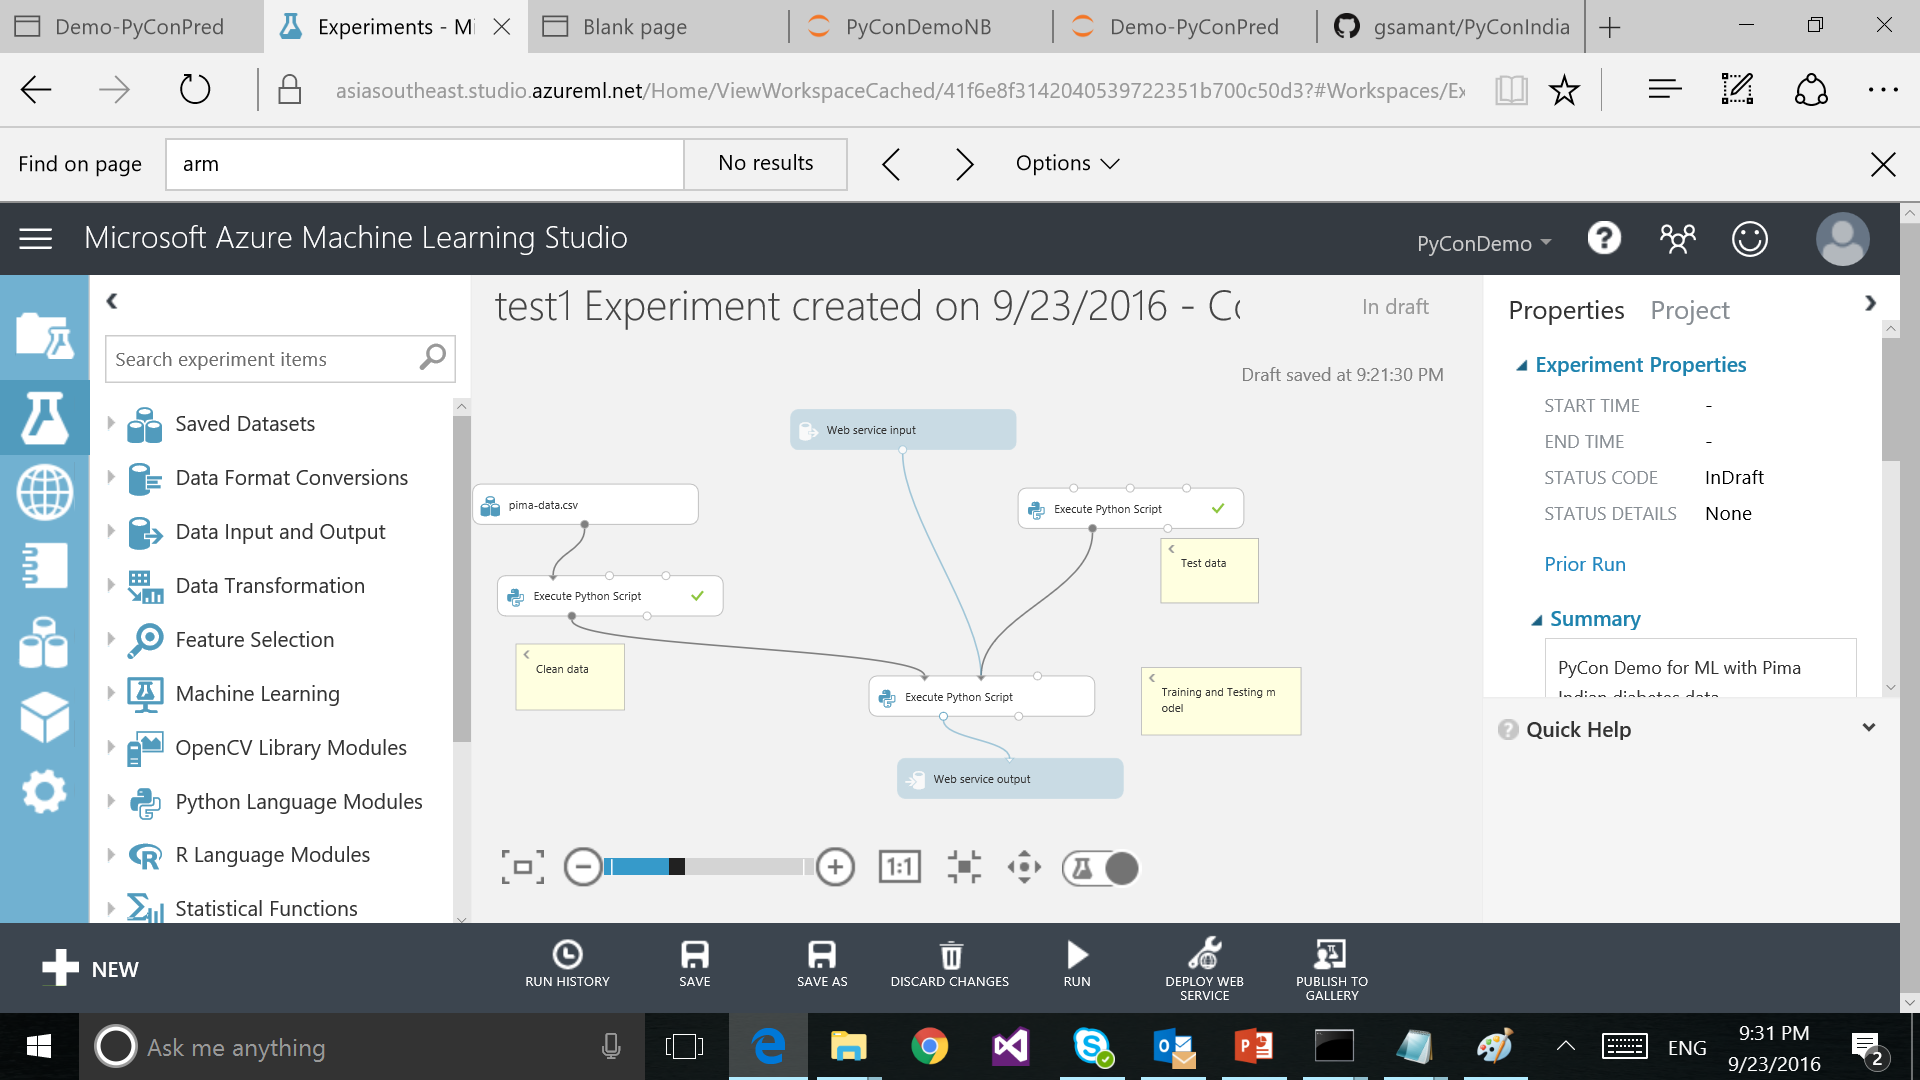 Demo-PyConPred
Experiments - Mi
Blank page
PyConDemoNB
Demo-PyConPred
gsamant/PyConIndia
asiasoutheast.studio.azureml.net/Home/ViewWorkspaceCached/41f6e8f3142040539722351b700c50d3?#Workspaces/Ex
Find on page
arm
No results
Options
Microsoft Azure Machine Learning Studio
PyConDemo
Search experiment items
Saved Datasets
Data Format Conversions
Data Input and Output
Data Transformation
Feature Selection
Machine Learning
OpenCV Library Modules
Python Language Modules
R Language Modules
Statistical Functions
test1 Experiment created on 9/23/2016 - Co
In draft
Draft saved at 9:21:30 PM
Web service input
pima-data.csv
Execute Python Script
Test data
Execute Python Script
Clean data
Execute Python Script
Training and Testing m
odel
Web service output
1:1
Properties
Project
Experiment Properties
START TIME -
END TIME -
STATUS CODE InDraft
STATUS DETAILS None
Prior Run
Summary
PyCon Demo for ML with Pima
Indian diabetes data
Quick Help
NEW
RUN HISTORY
SAVE
SAVE AS
DISCARD CHANGES
RUN
DEPLOY WEB
SERVICE
PUBLISH TO
GALLERY
Ask me anything
ENG
9:31 PM
9/23/2016
2